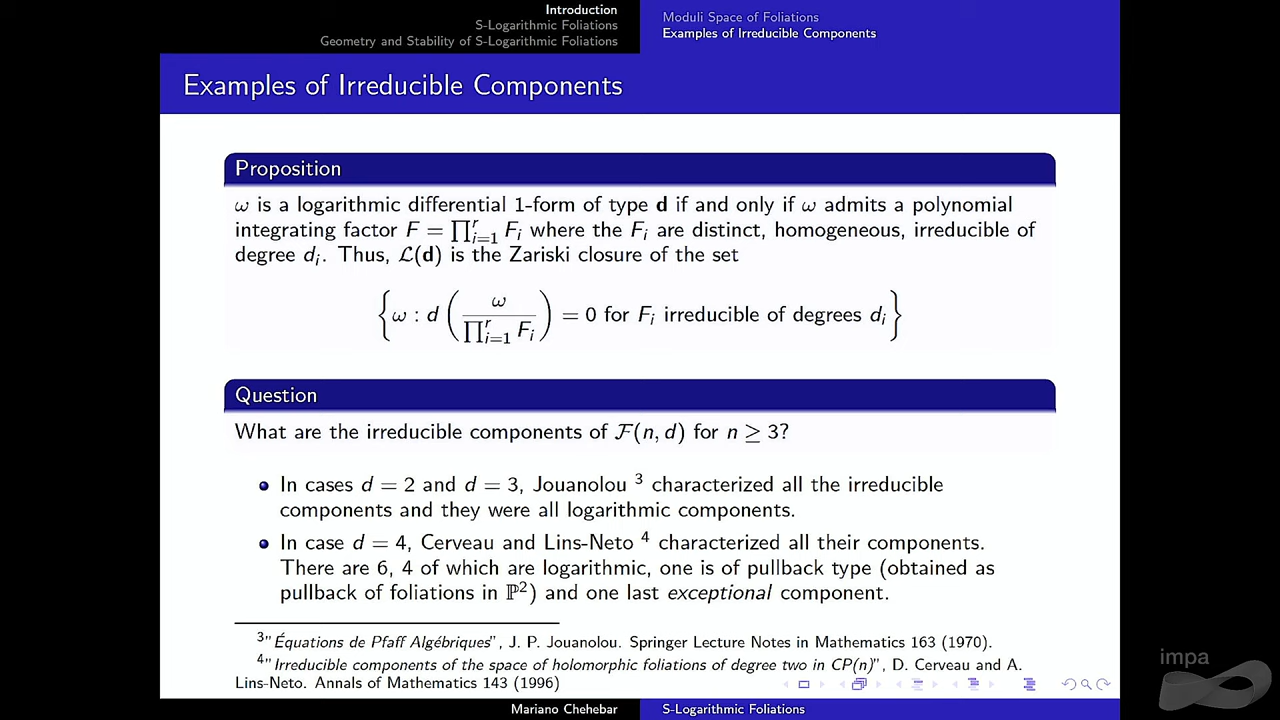 Introduction
S-Logarithmic Foliations
Geometry and Stability of S-Logarithmic Foliations
Moduli Space of Foliations
Examples of Irreducible Components
Examples of Irreducible Components
Proposition
ω is a logarithmic differential 1-form of type d if and only if ω admits a polynomial
integrating factor F = ∏ᵢ₌₁ʳ Fᵢ where the Fᵢ are distinct, homogeneous, irreducible of
degree dᵢ. Thus, ℒ(d) is the Zariski closure of the set
{ω : d (ω / ∏ᵢ₌₁ʳ Fᵢ) = 0 for Fᵢ irreducible of degrees dᵢ}
Question
What are the irreducible components of ℱ(n, d) for n ≥ 3?
In cases d = 2 and d = 3, Jouanolou ³ characterized all the irreducible
components and they were all logarithmic components.
In case d = 4, Cerveau and Lins-Neto ⁴ characterized all their components.
There are 6, 4 of which are logarithmic, one is of pullback type (obtained as
pullback of foliations in ℙ²) and one last exceptional component.
³"Équations de Pfaff Algébriques", J. P. Jouanolou. Springer Lecture Notes in Mathematics 163 (1970).
⁴"Irreducible components of the space of holomorphic foliations of degree two in CP(n)", D. Cerveau and A.
Lins-Neto. Annals of Mathematics 143 (1996)
impa
Mariano Chehebar
S-Logarithmic Foliations